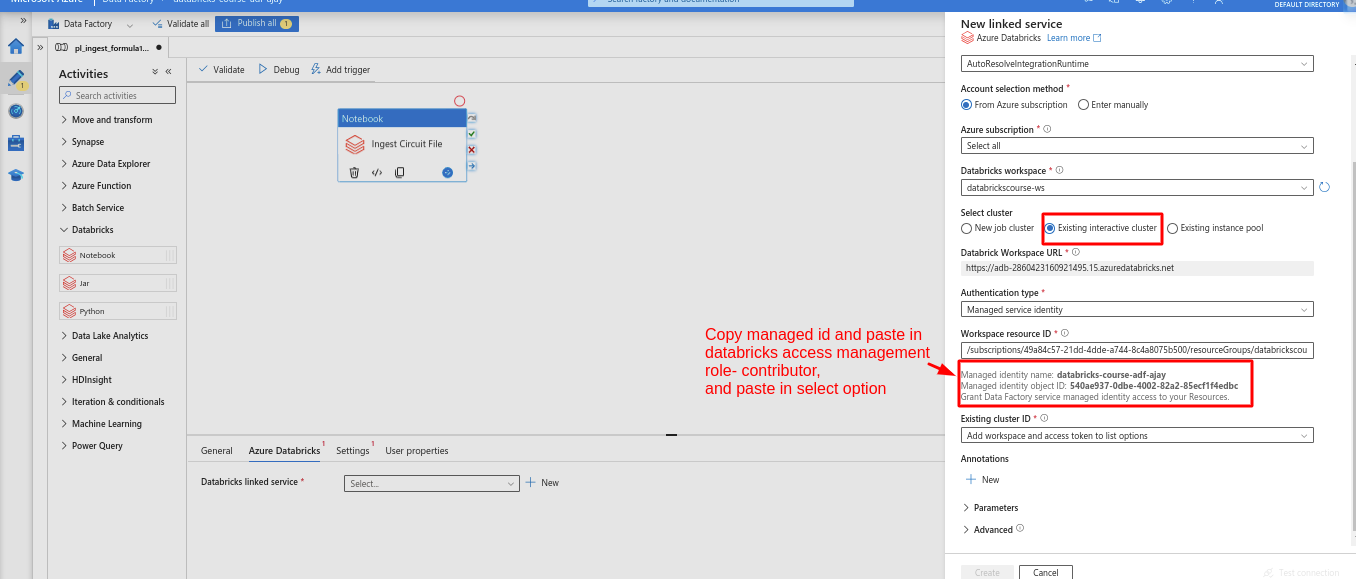 Microsoft Azure
Data Factory
databricks-course-adf-ajay
Search factory and documentation
DEFAULT DIRECTORY
Data Factory
Validate all
Publish all
1
pl_ingest_formula1...
1
Activities
Search activities
Move and transform
Synapse
Azure Data Explorer
Azure Function
Batch Service
Databricks
Notebook
Jar
Python
Data Lake Analytics
General
HDInsight
Iteration & conditionals
Machine Learning
Power Query
Validate
Debug
Add trigger
Notebook
Ingest Circuit File
Copy managed id and paste in
databricks access management
role- contributor,
and paste in select option
General
Azure Databricks 1
Settings 1
User properties
Databricks linked service *
Select...
New
New linked service
Azure Databricks Learn more
AutoResolveIntegrationRuntime
Account selection method *
From Azure subscription Enter manually
Azure subscription *
Select all
Databricks workspace *
databrickscourse-ws
Select cluster
New job cluster Existing interactive cluster Existing instance pool
Databrick Workspace URL *
https://adb-2860423160921495.15.azuredatabricks.net
Authentication type *
Managed service identity
Workspace resource ID *
/subscriptions/49a84c57-21dd-4dde-a744-8c4a8075b500/resourceGroups/databrickscou
Managed identity name: databricks-course-adf-ajay
Managed identity object ID: 540ae937-0dbe-4002-82a2-85ecf1f4edbc
Grant Data Factory service managed identity access to your Resources.
Existing cluster ID *
Add workspace and access token to list options
Annotations
New
Parameters
Advanced
Create
Cancel
Test connection